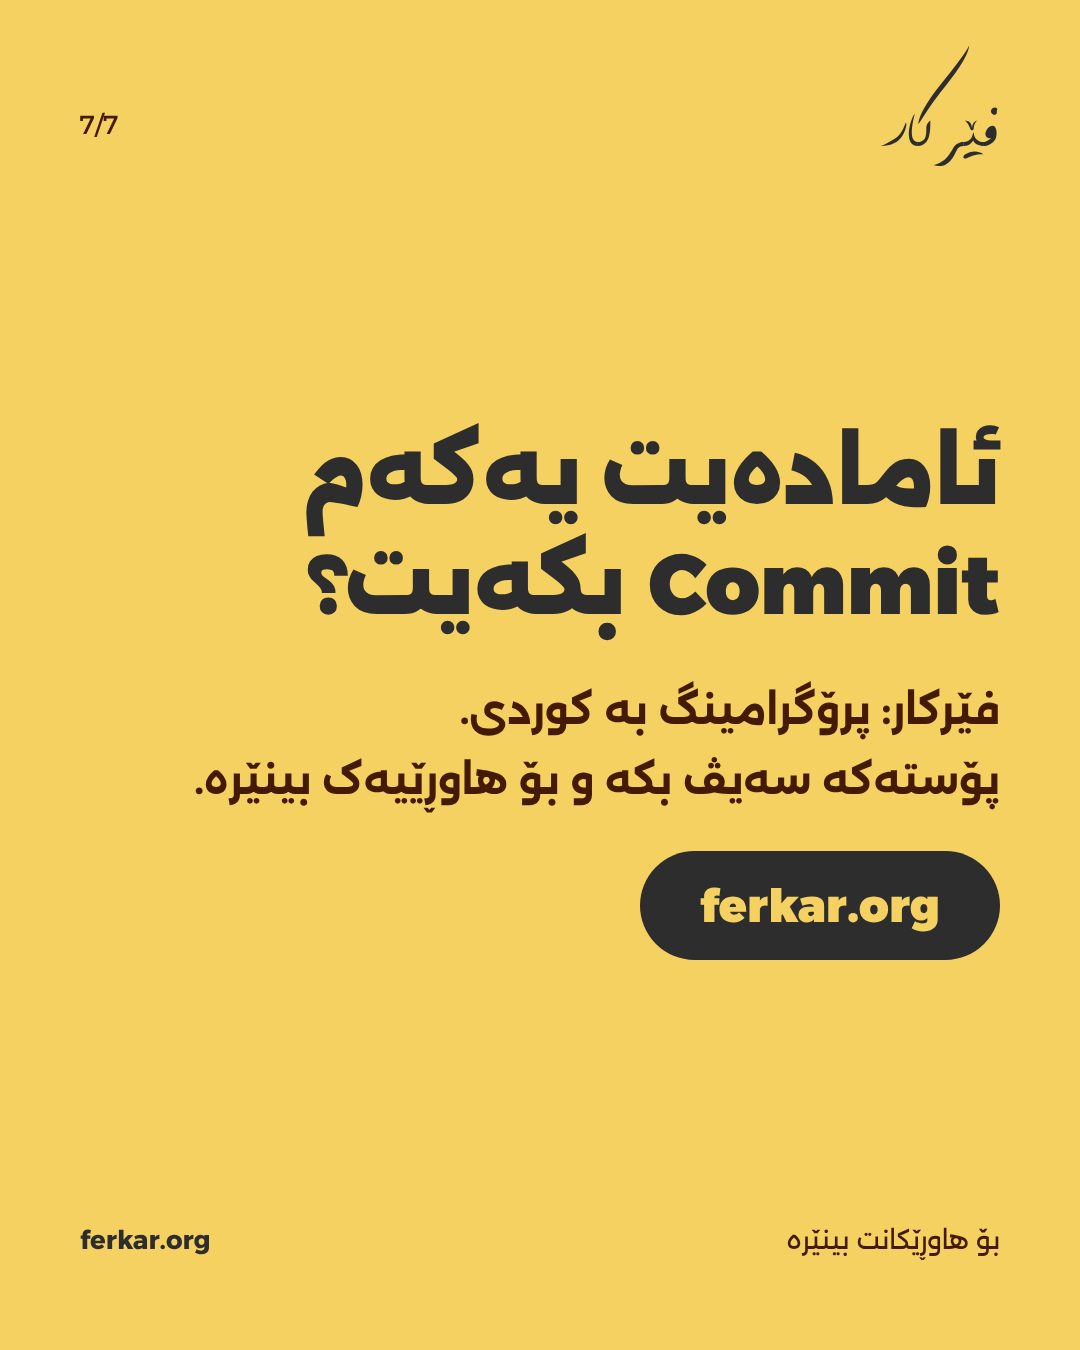 فێرکار
7/7
ئامادەیت یەکەم
Commit بکەیت؟
فێرکار: پرۆگرامینگ بە کوردی.
پۆستەکە سەیڤ بکە و بۆ هاوڕێییەک بینێرە.
ferkar.org
بۆ هاوڕێکانت بینێرە
ferkar.org